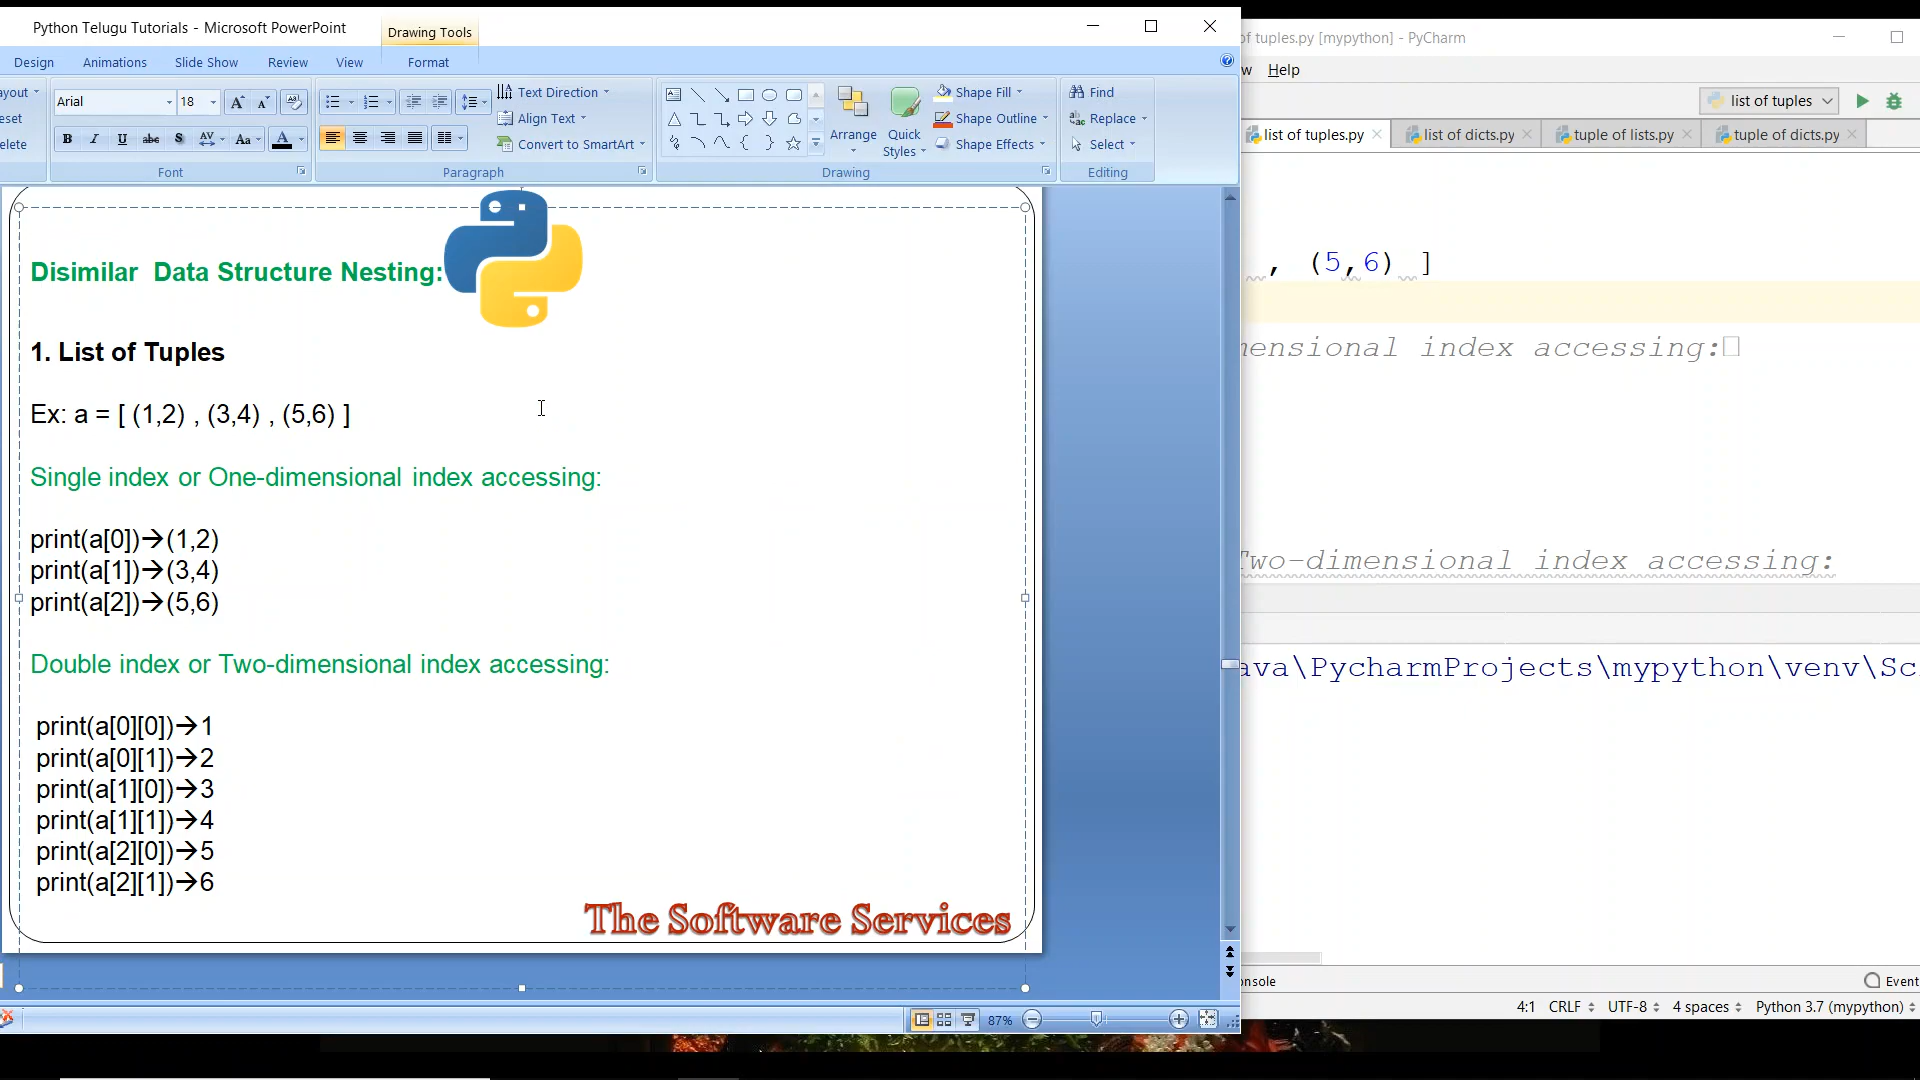 Python Telugu Tutorials - Microsoft PowerPoint
Drawing Tools
Design Animations Slide Show Review View Format
ayout
eset
elete
Arial 18
Font
Text Direction
Align Text
Convert to SmartArt
Paragraph
Arrange
Quick Styles
Shape Fill
Shape Outline
Shape Effects
Drawing
Find
Replace
Select
Editing
Disimilar Data Structure Nesting:
1. List of Tuples
Ex: a = [ (1,2) , (3,4) , (5,6) ]
Single index or One-dimensional index accessing:
print(a[0])→(1,2)
print(a[1])→(3,4)
print(a[2])→(5,6)
Double index or Two-dimensional index accessing:
print(a[0][0])→1
print(a[0][1])→2
print(a[1][0])→3
print(a[1][1])→4
print(a[2][0])→5
print(a[2][1])→6
The Software Services
87%
of tuples.py [mypython] - PyCharm
w Help
list of tuples
list of tuples.py list of dicts.py tuple of lists.py tuple of dicts.py
, (5,6) ]
mensional index accessing:
Two-dimensional index accessing:
ava\PycharmProjects\mypython\venv\Sc
onsole
Event
4:1 CRLF UTF-8 4 spaces Python 3.7 (mypython)